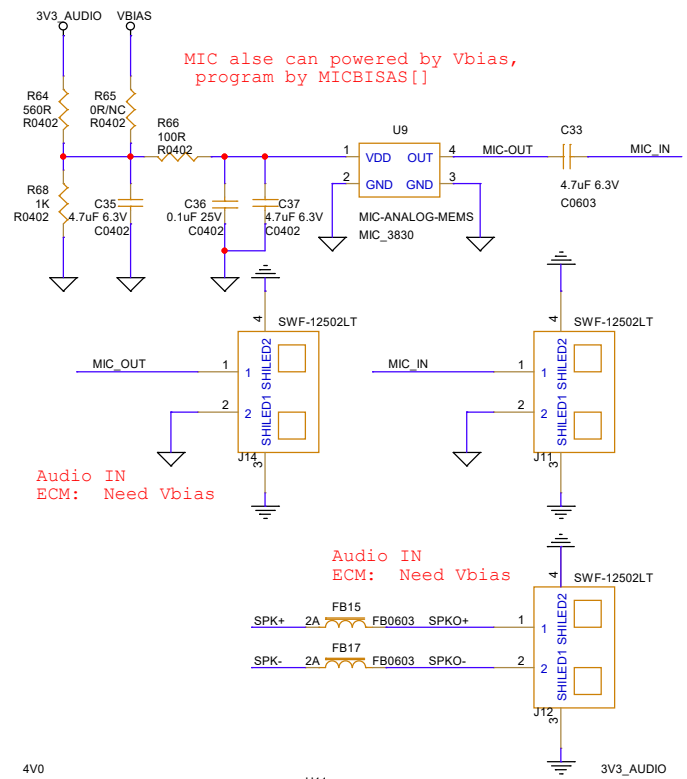 3V3_AUDIO
VBIAS
MIC alse can powered by Vbias,
program by MICBISAS[]
R64
560R
R0402
R65
0R/NC
R0402
R66
100R
R0402
R68
1K
R0402
C35
4.7uF 6.3V
C0402
C36
0.1uF 25V
C0402
C37
4.7uF 6.3V
C0402
U9
1 VDD OUT 4
2 GND GND 3
MIC-ANALOG-MEMS
MIC_3830
MIC-OUT
C33
4.7uF 6.3V
C0603
MIC_IN
4
SWF-12502LT
MIC_OUT
1 1
2 2
SHILED1 SHILED2
J14
3
4
SWF-12502LT
MIC_IN
1 1
2 2
SHILED1 SHILED2
J11
3
Audio IN
ECM: Need Vbias
Audio IN
ECM: Need Vbias
4
SWF-12502LT
SPK+ 2A FB15 FB0603 SPKO+ 1 1
SPK- 2A FB17 FB0603 SPKO- 2 2
SHILED1 SHILED2
J12
3
4V0
3V3_AUDIO